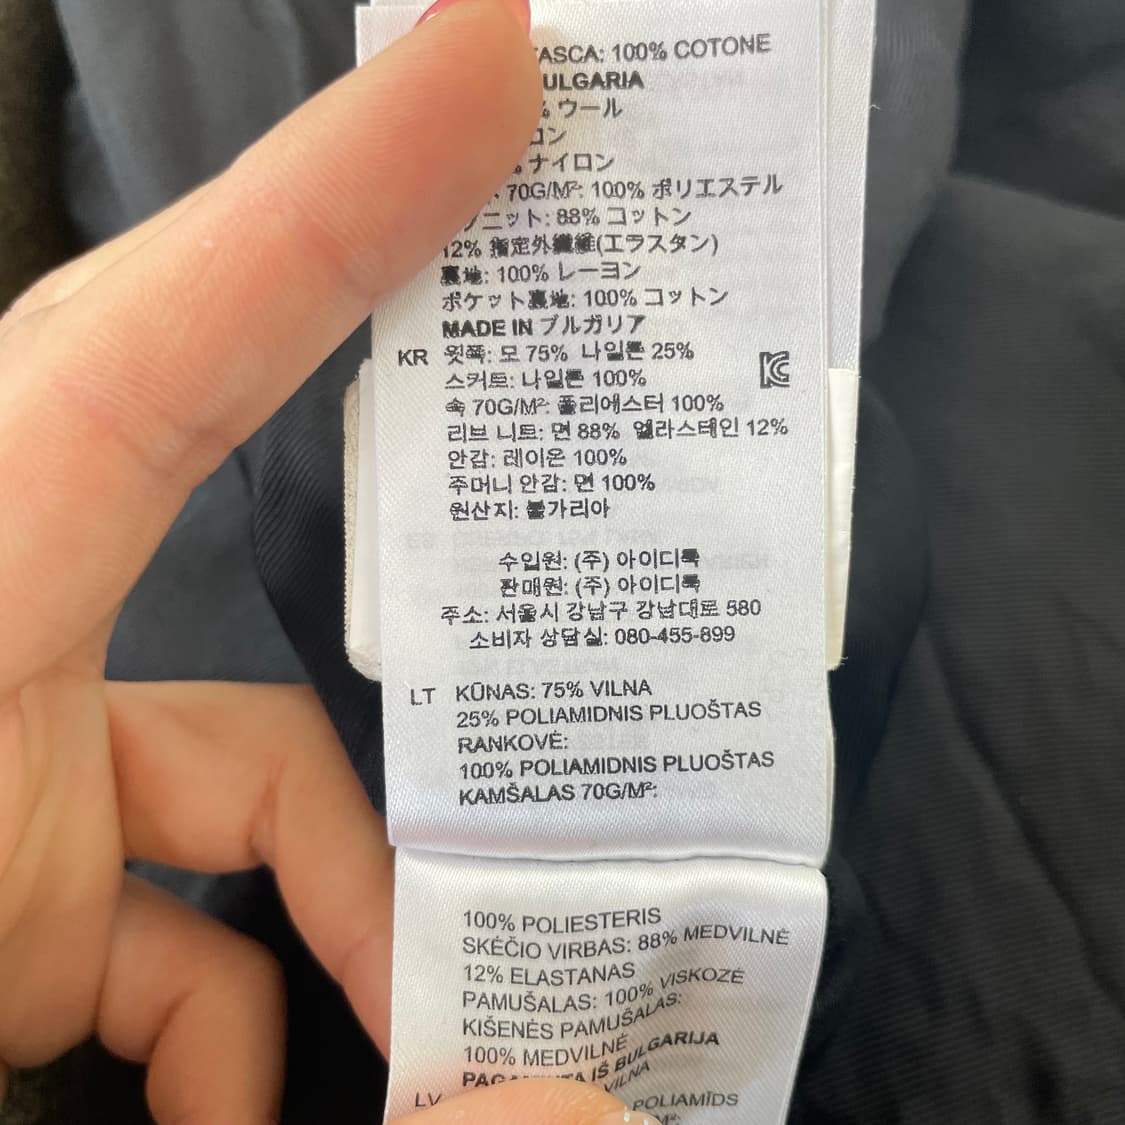 TASCA: 100% COTONE
BULGARIA
% ウール
ロン
% ナイロン
70G/M²: 100% ポリエステル
ニット: 88% コットン
12% 指定外繊維(エラスタン)
裏地: 100% レーヨン
ポケット裏地: 100% コットン
MADE IN ブルガリア
KR 윗쪽: 모 75% 나일론 25%
스커트: 나일론 100%
속 70G/M²: 폴리에스터 100%
리브 니트: 면 88% 엘라스테인 12%
안감: 레이온 100%
주머니 안감: 면 100%
원산지: 불가리아
수입원: (주) 아이디룩
판매원: (주) 아이디룩
주소: 서울시 강남구 강남대로 580
소비자 상담실: 080-455-899
LT KŪNAS: 75% VILNA
25% POLIAMIDNIS PLUOŠTAS
RANKOVĖ:
100% POLIAMIDNIS PLUOŠTAS
KAMŠALAS 70G/M²:
100% POLIESTERIS
SKĖČIO VIRBAS: 88% MEDVILNĖ
12% ELASTANAS
PAMUŠALAS: 100% VISKOZĖ
KIŠENĖS PAMUŠALAS:
100% MEDVILNĖ
IŠ BULGARIJA
LV VILNA
POLIAMĪDS
M²: